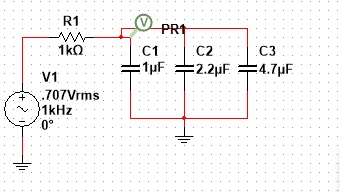 R1
1kΩ
V
PR1
C1
1µF
C2
2.2µF
C3
4.7µF
V1
.707Vrms
1kHz
0°